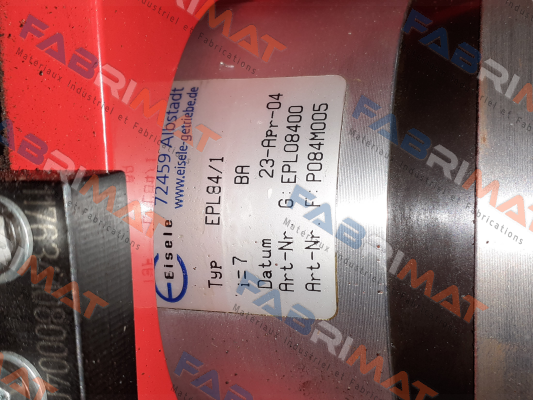 Eisele
72459 Albstadt
www.eisele-getriebe.de
Typ EPL84/1
i=7 BA
Datum 23-Apr-04
Art-Nr G: EPL08400
Art-Nr F: P084M005
FABRIMAT
Matériaux Industriel et Fabrications